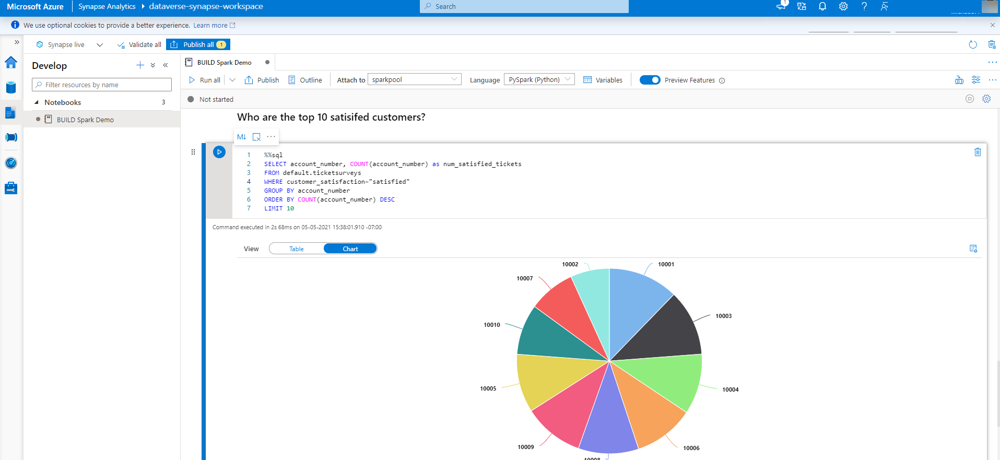 Microsoft Azure
Synapse Analytics
dataverse-synapse-workspace
Search
1
We use optional cookies to provide a better experience. Learn more
Synapse live
Validate all
Publish all 1
Develop
Filter resources by name
Notebooks 3
BUILD Spark Demo
BUILD Spark Demo
Run all
Publish
Outline
Attach to sparkpool
Language PySpark (Python)
Variables
Preview Features
Not started
Who are the top 10 satisifed customers?
M↓
1 %%sql
2 SELECT account_number, COUNT(account_number) as num_satisfied_tickets
3 FROM default.ticketsurveys
4 WHERE customer_satisfaction="satisfied"
5 GROUP BY account_number
6 ORDER BY COUNT(account_number) DESC
7 LIMIT 10
Command executed in 2s 68ms on 05-05-2021 15:38:01.910 -07:00
View Table Chart
10002
10001
10007
10003
10010
10005
10004
10009
10006
10008